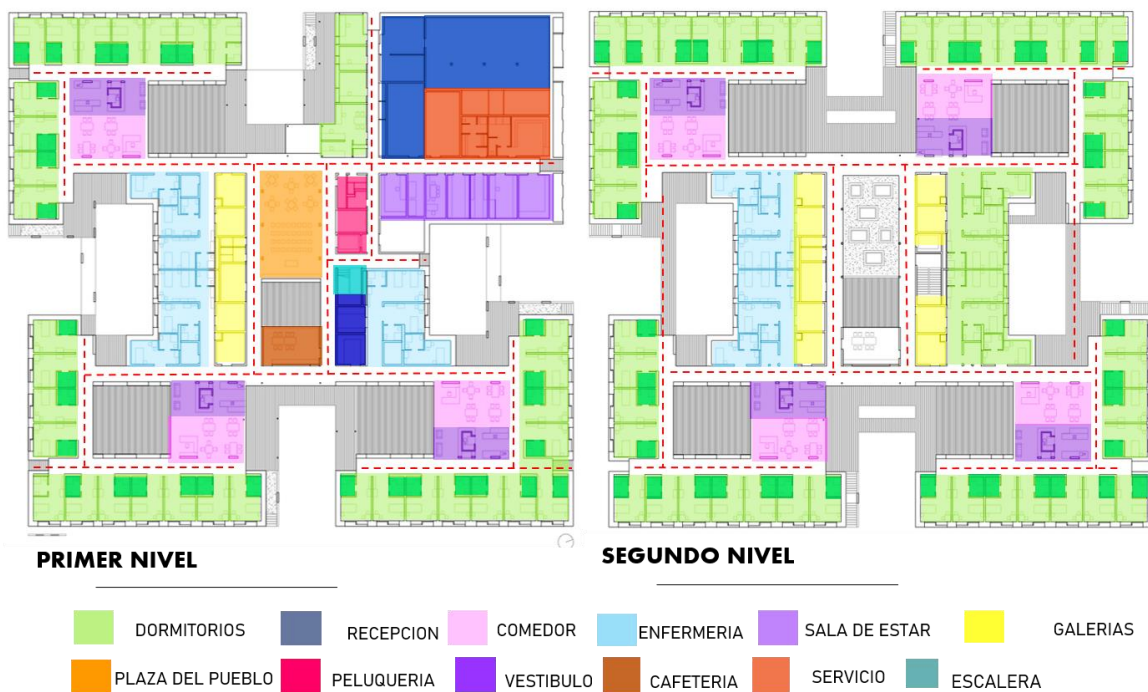 PRIMER NIVEL
SEGUNDO NIVEL
DORMITORIOS
RECEPCION
COMEDOR
ENFERMERIA
SALA DE ESTAR
GALERIAS
PLAZA DEL PUEBLO
PELUQUERIA
VESTIBULO
CAFETERIA
SERVICIO
ESCALERA